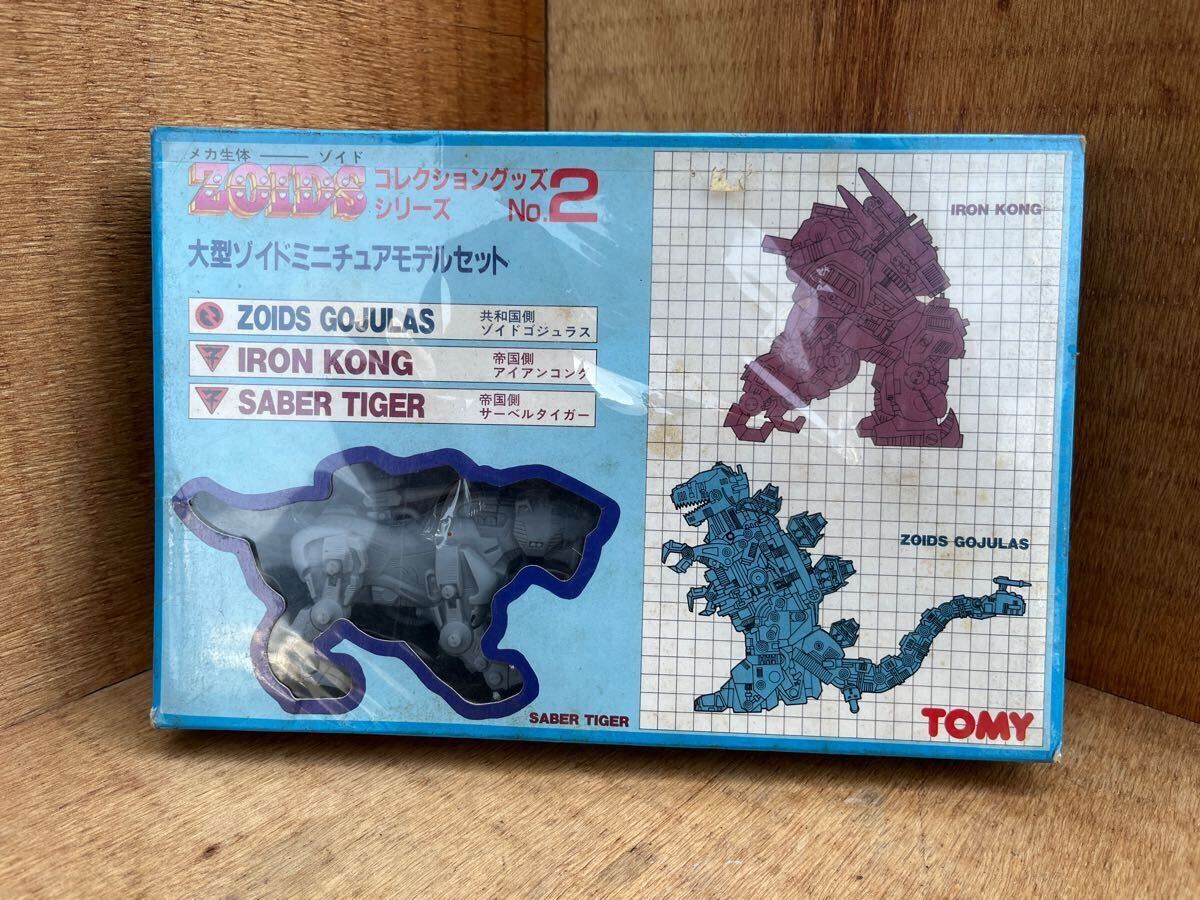 メカ生体 ―― ゾイド
ZOIDS
コレクショングッズ
シリーズ No.2
大型ゾイドミニチュアモデルセット
ZOIDS GOJULAS
共和国側
ゾイドゴジュラス
IRON KONG
帝国側
アイアンコング
SABER TIGER
帝国側
サーベルタイガー
SABER TIGER
IRON KONG
ZOIDS GOJULAS
TOMY